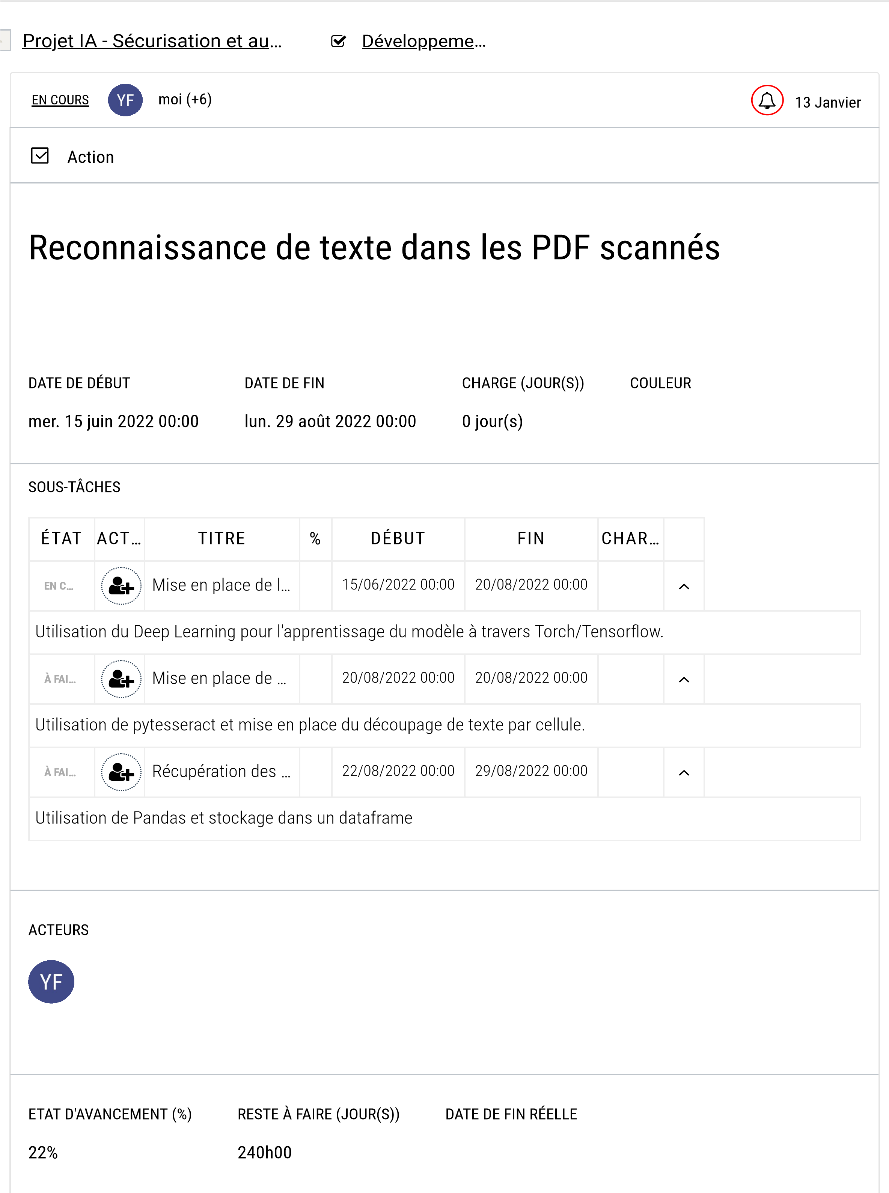 Projet IA - Sécurisation et au... Développeme...
EN COURS YF moi (+6) 13 Janvier
Action
Reconnaissance de texte dans les PDF scannés
DATE DE DÉBUT DATE DE FIN CHARGE (JOUR(S)) COULEUR
mer. 15 juin 2022 00:00 lun. 29 août 2022 00:00 0 jour(s)
SOUS-TÂCHES
ÉTAT ACT... TITRE % DÉBUT FIN CHAR...
EN C... Mise en place de l... 15/06/2022 00:00 20/08/2022 00:00
Utilisation du Deep Learning pour l'apprentissage du modèle à travers Torch/Tensorflow.
À FAI... Mise en place de ... 20/08/2022 00:00 20/08/2022 00:00
Utilisation de pytesseract et mise en place du découpage de texte par cellule.
À FAI... Récupération des ... 22/08/2022 00:00 29/08/2022 00:00
Utilisation de Pandas et stockage dans un dataframe
ACTEURS
YF
ETAT D'AVANCEMENT (%) RESTE À FAIRE (JOUR(S)) DATE DE FIN RÉELLE
22% 240h00